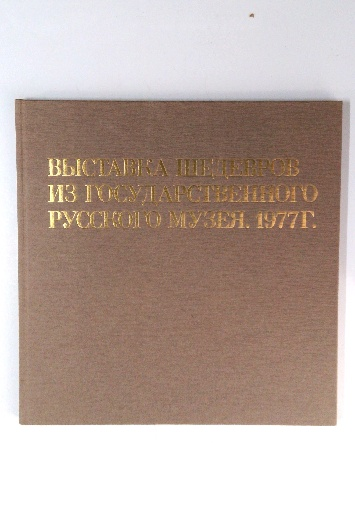 ВЫСТАВКА ШЕДЕВРОВ
ИЗ ГОСУДАРСТВЕННОГО
РУССКОГО МУЗЕЯ. 1977Г.